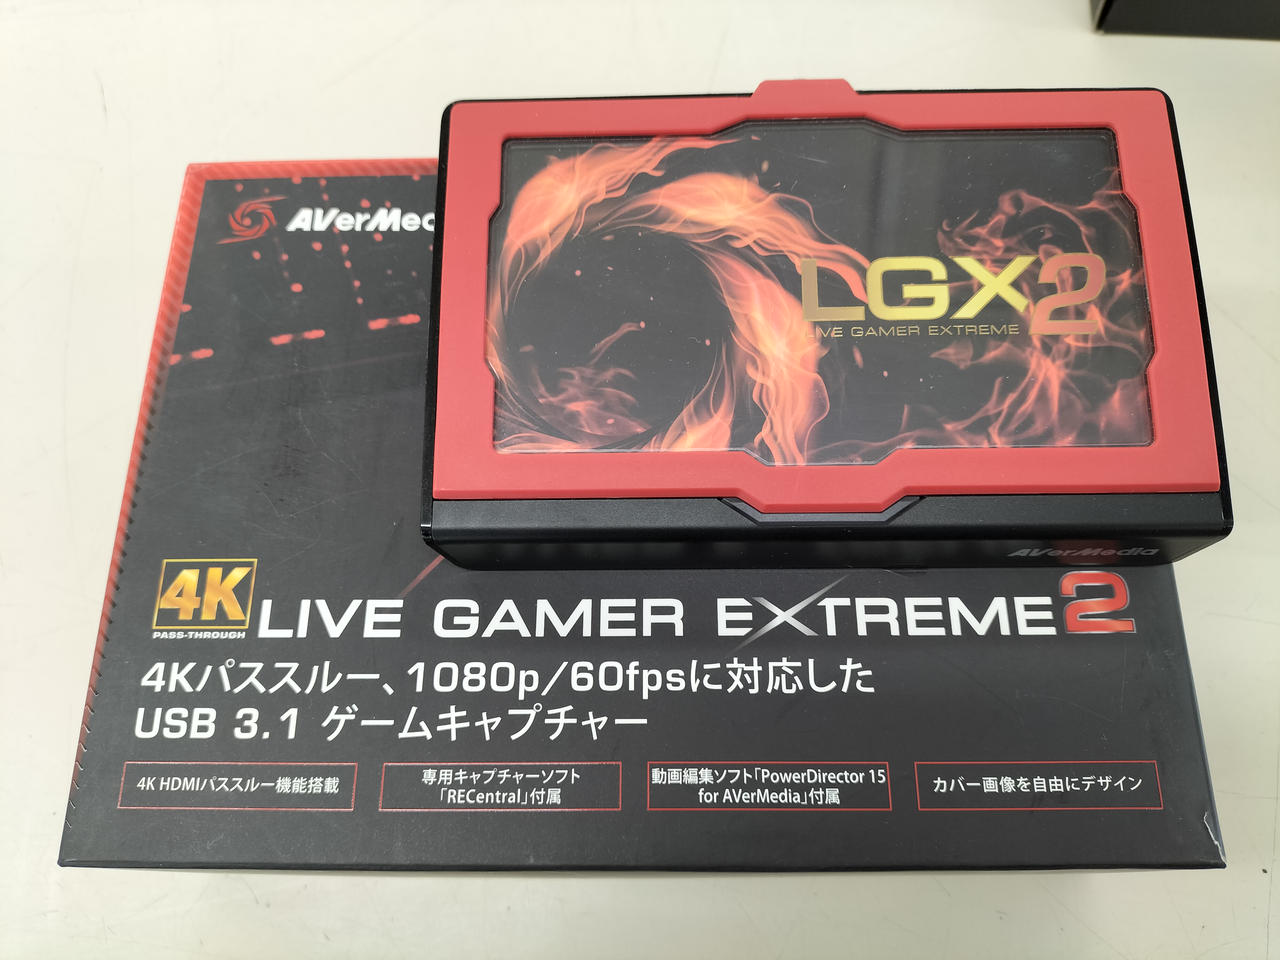 AVerMed
LGX2
LIVE GAMER EXTREME
AVerMedia
4K
PASS-THROUGH
LIVE GAMER EXTREME2
4Kパススルー、1080p/60fpsに対応した
USB 3.1 ゲームキャプチャー
4K HDMIパススルー機能搭載
専用キャプチャーソフト
「RECentral」付属
動画編集ソフト「PowerDirector 15
for AVerMedia」付属
カバー画像を自由にデザイン